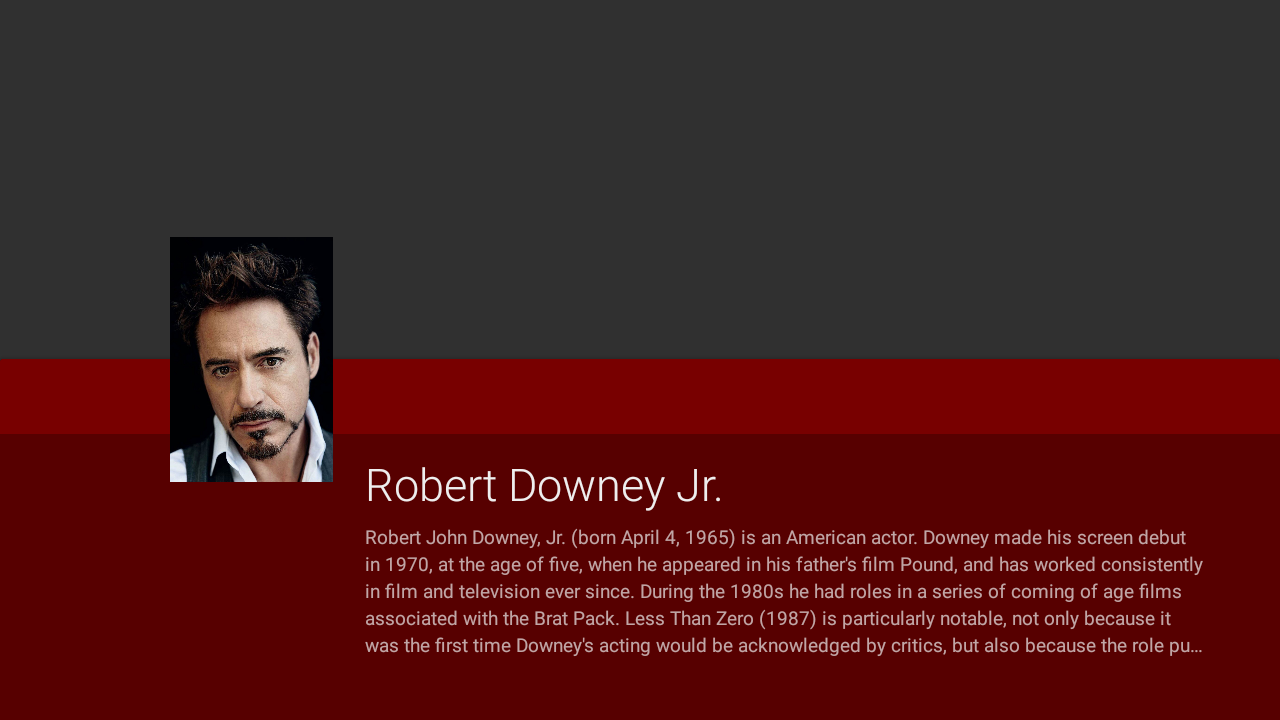 Robert Downey Jr.
Robert John Downey, Jr. (born April 4, 1965) is an American actor. Downey made his screen debut
in 1970, at the age of five, when he appeared in his father's film Pound, and has worked consistently
in film and television ever since. During the 1980s he had roles in a series of coming of age films
associated with the Brat Pack. Less Than Zero (1987) is particularly notable, not only because it
was the first time Downey's acting would be acknowledged by critics, but also because the role pu…